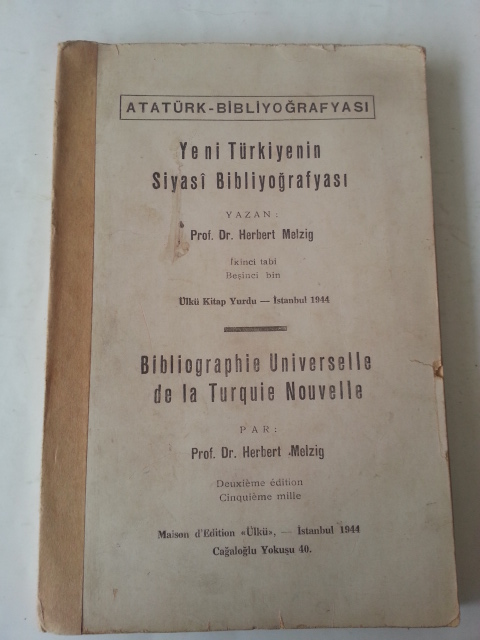 ATATÜRK-BİBLİYOĞRAFYASI
Yeni Türkiyenin
Siyasî Bibliyoğrafyası
YAZAN:
Prof. Dr. Herbert Melzig
İkinci tabi
Beşinci bin
Ülkü Kitap Yurdu — İstanbul 1944
Bibliographie Universelle
de la Turquie Nouvelle
PAR:
Prof. Dr. Herbert Melzig
Deuxième édition
Cinquième mille
Maison d'Edition «Ülkü», — İstanbul 1944
Cağaloğlu Yokuşu 40.